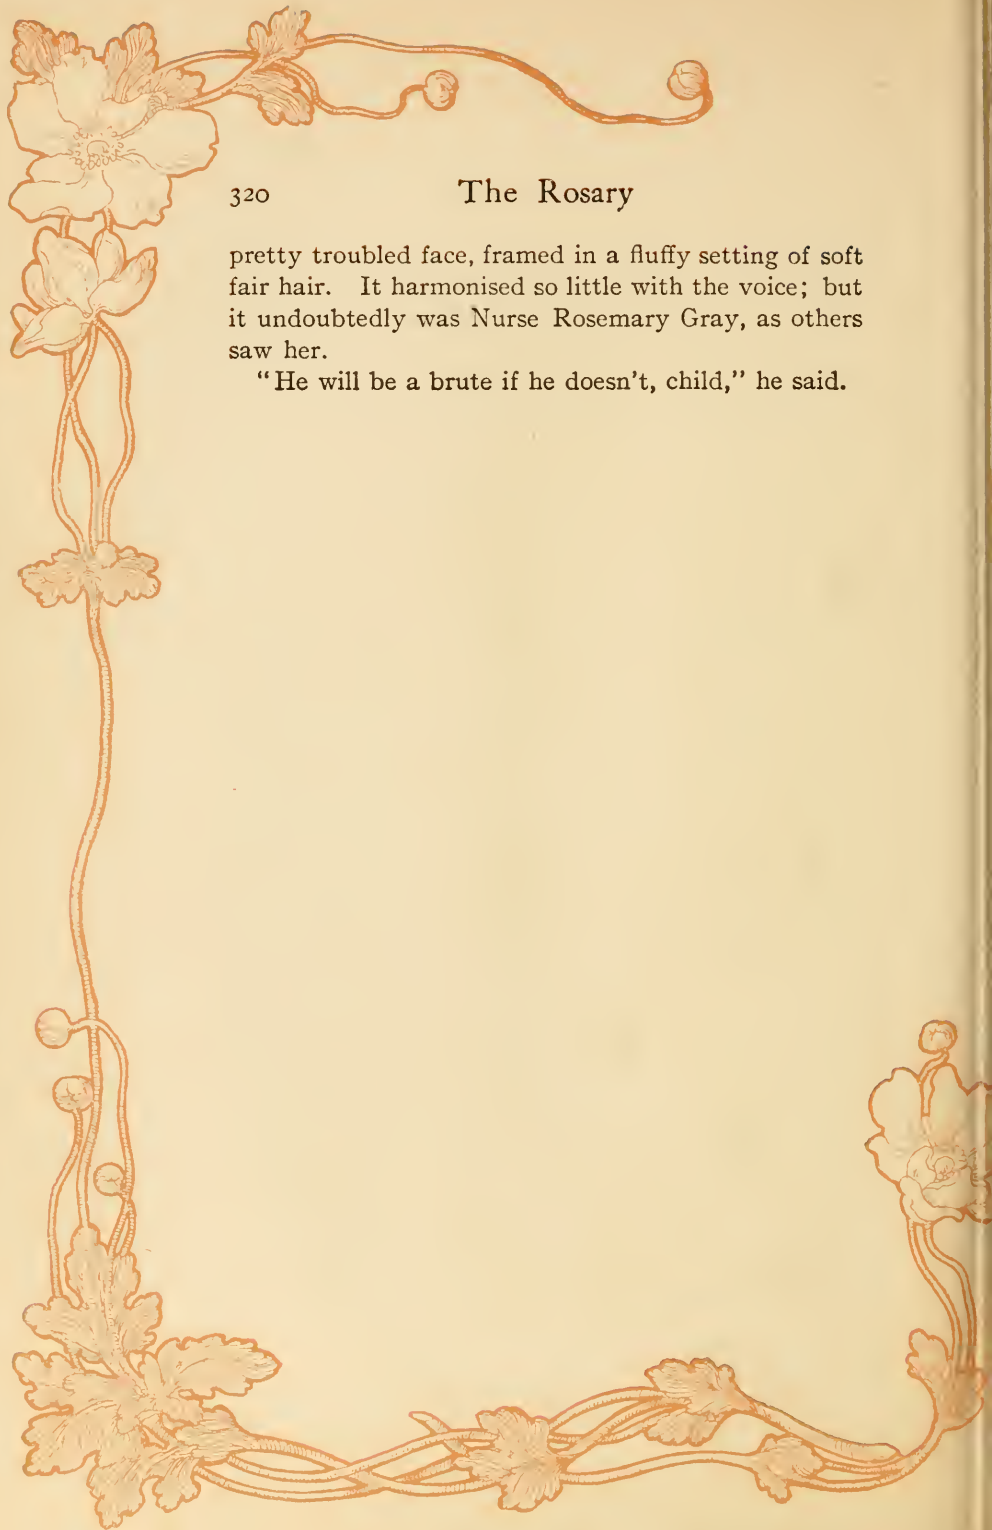 320 The Rosary
pretty troubled face, framed in a fluffy setting of soft
fair hair. It harmonised so little with the voice; but
it undoubtedly was Nurse Rosemary Gray, as others
saw her.
"He will be a brute if he doesn't, child," he said.